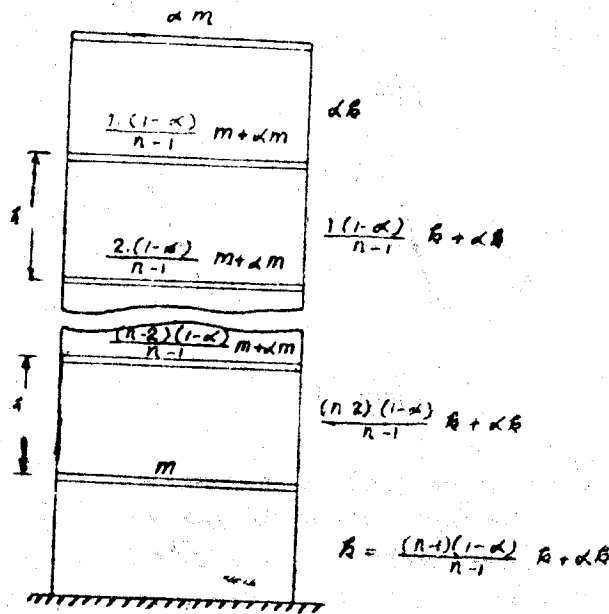 α m
αk
1.(1-α)/n-1 m+αm
h
1(1-α)/n-1 k + αk
2.(1-α)/n-1 m+αm
(n-2)(1-α)/n-1 m+αm
h
(n-2)(1-α)/n-1 k + αk
m
k = (n-1)(1-α)/n-1 k + αk